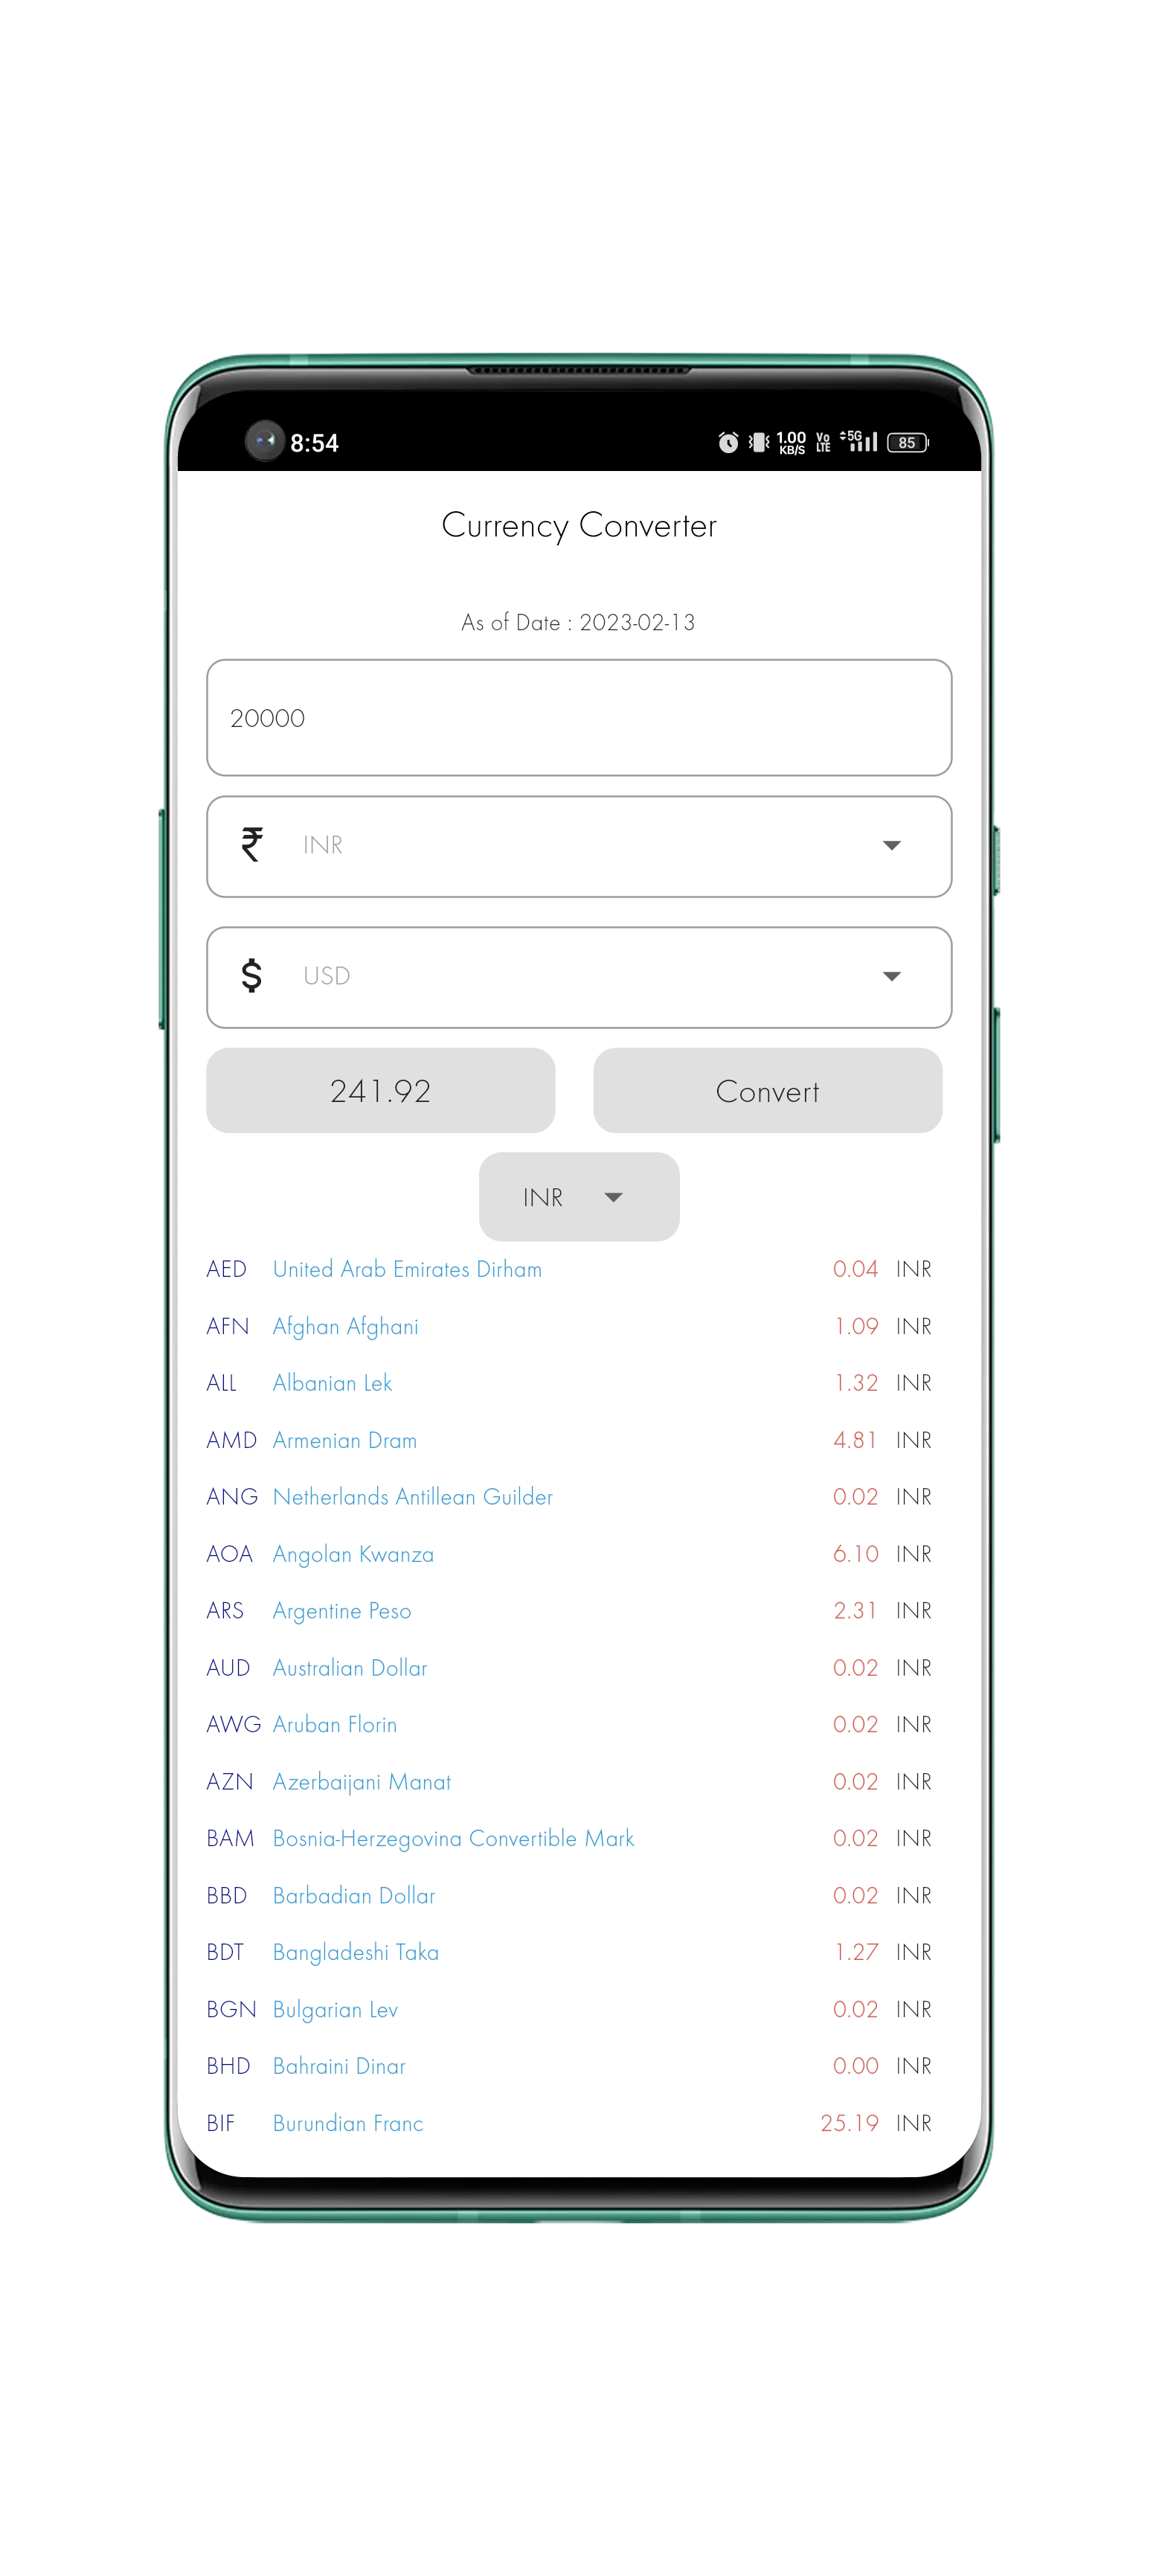 8:54 1.00 KB/S Vo LTE 5G 85
Currency Converter
As of Date : 2023-02-13
20000
₹ INR
$ USD
241.92 Convert
INR
AED United Arab Emirates Dirham 0.04 INR
AFN Afghan Afghani 1.09 INR
ALL Albanian Lek 1.32 INR
AMD Armenian Dram 4.81 INR
ANG Netherlands Antillean Guilder 0.02 INR
AOA Angolan Kwanza 6.10 INR
ARS Argentine Peso 2.31 INR
AUD Australian Dollar 0.02 INR
AWG Aruban Florin 0.02 INR
AZN Azerbaijani Manat 0.02 INR
BAM Bosnia-Herzegovina Convertible Mark 0.02 INR
BBD Barbadian Dollar 0.02 INR
BDT Bangladeshi Taka 1.27 INR
BGN Bulgarian Lev 0.02 INR
BHD Bahraini Dinar 0.00 INR
BIF Burundian Franc 25.19 INR